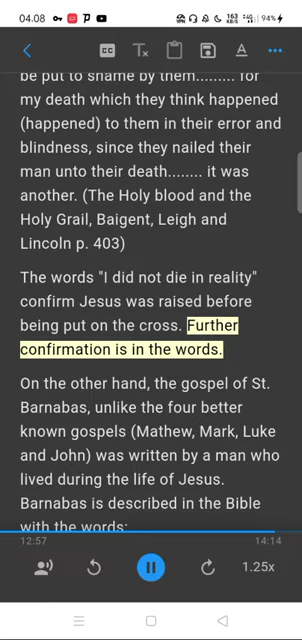 04.08
163
KB/s
94%
CC
be put to shame by them......... for
my death which they think happened
(happened) to them in their error and
blindness, since they nailed their
man unto their death........ it was
another. (The Holy blood and the
Holy Grail, Baigent, Leigh and
Lincoln p. 403)
The words "I did not die in reality"
confirm Jesus was raised before
being put on the cross. Further
confirmation is in the words.
On the other hand, the gospel of St.
Barnabas, unlike the four better
known gospels (Mathew, Mark, Luke
and John) was written by a man who
lived during the life of Jesus.
Barnabas is described in the Bible
with the words:
12:57
14:14
1.25x